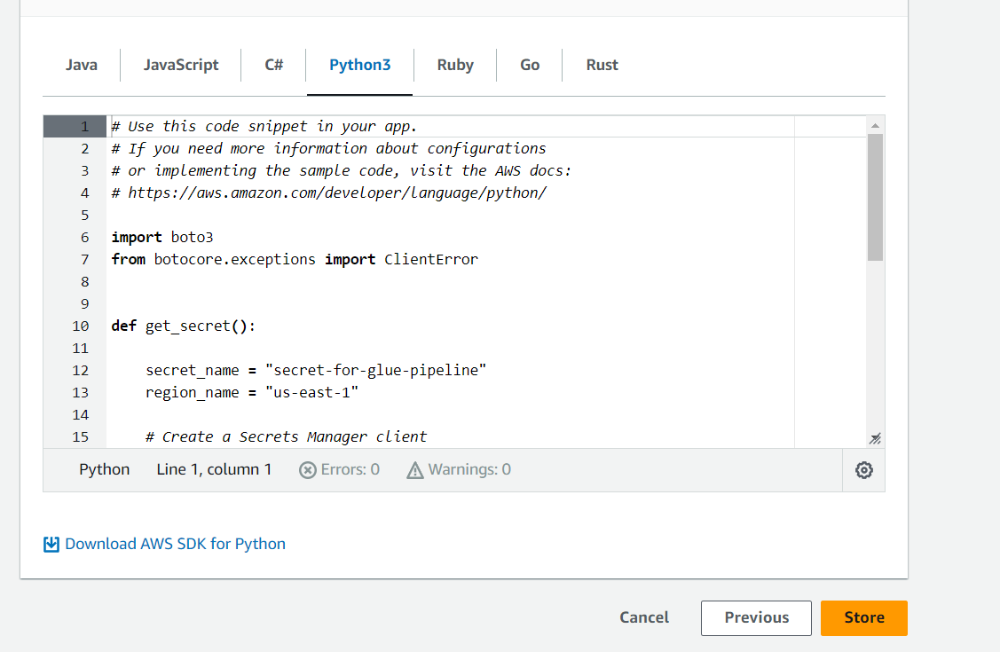 Java JavaScript C# Python3 Ruby Go Rust
1 # Use this code snippet in your app.
2 # If you need more information about configurations
3 # or implementing the sample code, visit the AWS docs:
4 # https://aws.amazon.com/developer/language/python/
5
6 import boto3
7 from botocore.exceptions import ClientError
8
9
10 def get_secret():
11
12 secret_name = "secret-for-glue-pipeline"
13 region_name = "us-east-1"
14
15 # Create a Secrets Manager client
Python Line 1, column 1 Errors: 0 Warnings: 0
Download AWS SDK for Python
Cancel Previous Store